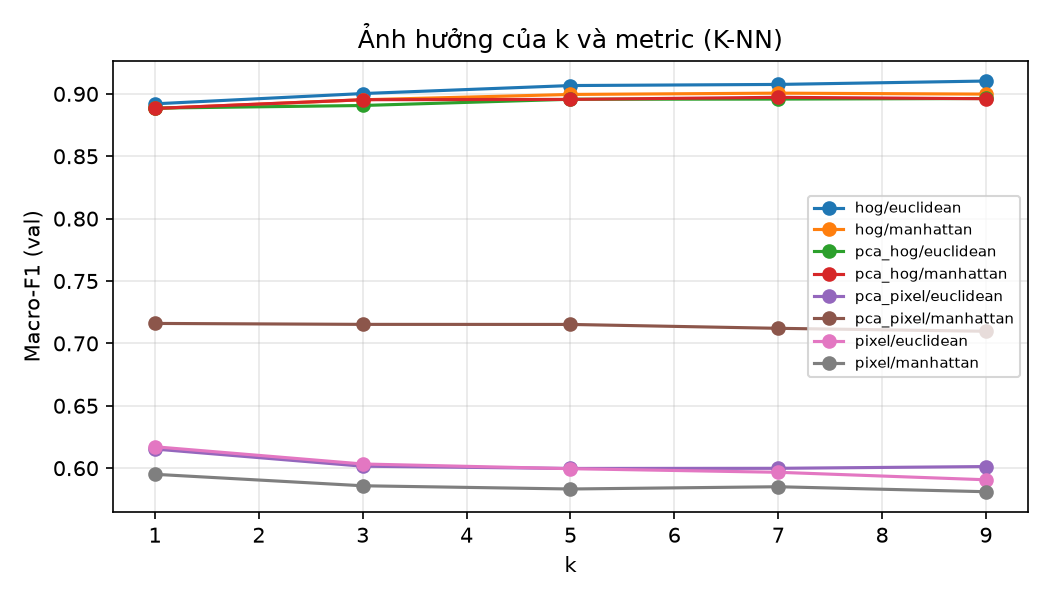 Ảnh hưởng của k và metric (K-NN)
Macro-F1 (val)
0.90
0.85
0.80
0.75
0.70
0.65
0.60
hog/euclidean
hog/manhattan
pca_hog/euclidean
pca_hog/manhattan
pca_pixel/euclidean
pca_pixel/manhattan
pixel/euclidean
pixel/manhattan
1 2 3 4 5 6 7 8 9
k